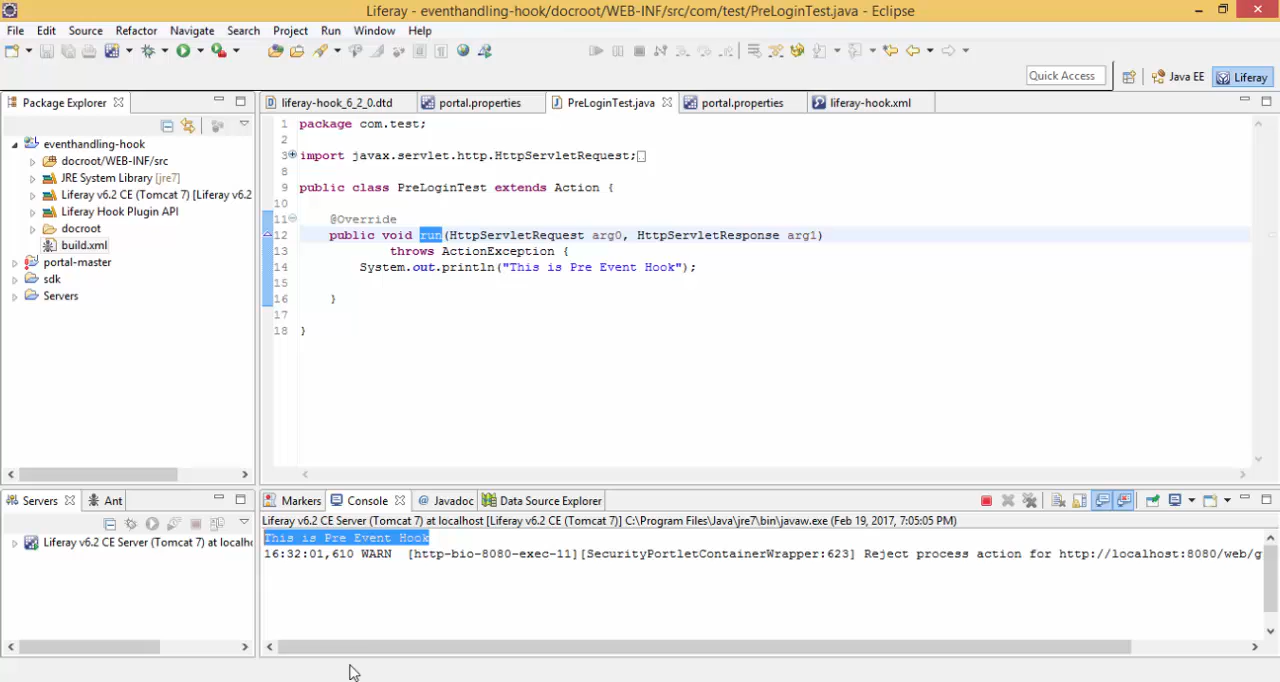 Liferay - eventhandling-hook/docroot/WEB-INF/src/com/test/PreLoginTest.java - Eclipse
File Edit Source Refactor Navigate Search Project Run Window Help
Quick Access
Java EE
Liferay
Package Explorer
eventhandling-hook
docroot/WEB-INF/src
JRE System Library [jre7]
Liferay v6.2 CE (Tomcat 7) [Liferay v6.2
Liferay Hook Plugin API
docroot
build.xml
portal-master
sdk
Servers
liferay-hook_6_2_0.dtd portal.properties PreLoginTest.java portal.properties liferay-hook.xml
1 package com.test;
2
3 import javax.servlet.http.HttpServletRequest;
8
9 public class PreLoginTest extends Action {
10
11 @Override
12 public void run(HttpServletRequest arg0, HttpServletResponse arg1)
13 throws ActionException {
14 System.out.println("This is Pre Event Hook");
15
16 }
17
18 }
Servers Ant
Liferay v6.2 CE Server (Tomcat 7) at localho
Markers Console Javadoc Data Source Explorer
Liferay v6.2 CE Server (Tomcat 7) at localhost [Liferay v6.2 CE (Tomcat 7)] C:\Program Files\Java\jre7\bin\javaw.exe (Feb 19, 2017, 7:05:05 PM)
This is Pre Event Hook
16:32:01,610 WARN [http-bio-8080-exec-11][SecurityPortletContainerWrapper:623] Reject process action for http://localhost:8080/web/g